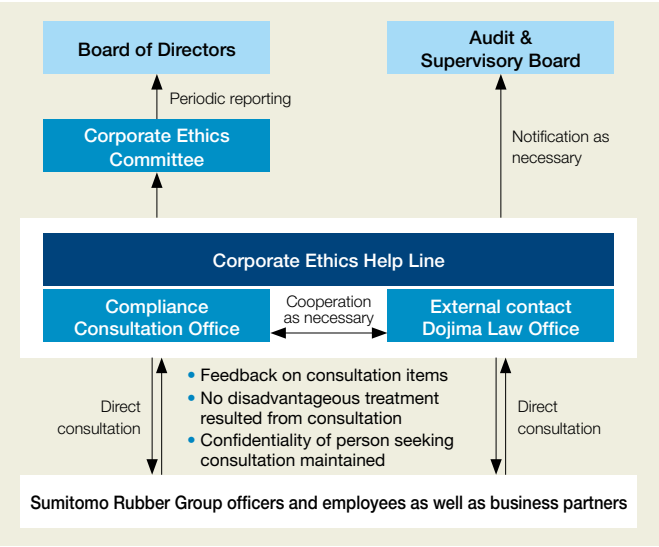 Board of Directors
Audit &
Supervisory Board
Periodic reporting
Corporate Ethics
Committee
Notification as
necessary
Corporate Ethics Help Line
Compliance
Consultation Office
Cooperation
as necessary
External contact
Dojima Law Office
Direct
consultation
• Feedback on consultation items
• No disadvantageous treatment
resulted from consultation
• Confidentiality of person seeking
consultation maintained
Direct
consultation
Sumitomo Rubber Group officers and employees as well as business partners